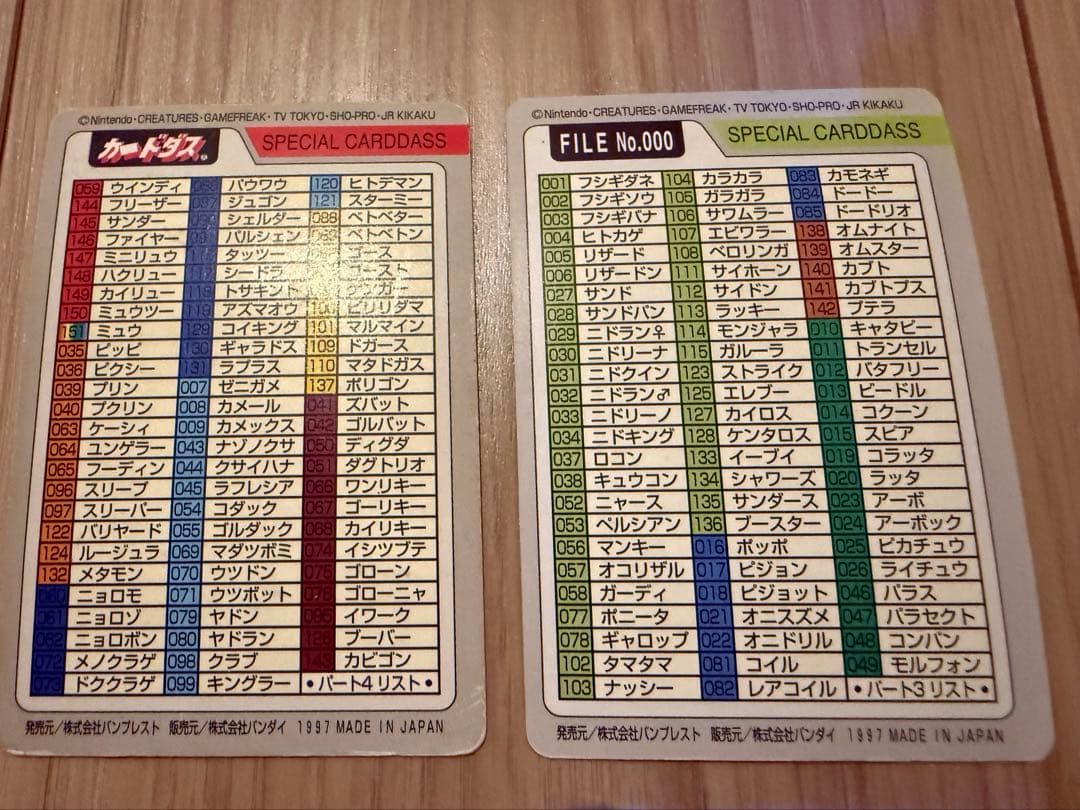 ©Nintendo・CREATURES・GAMEFREAK・TV TOKYO・SHO-PRO・JR KIKAKU
カードダス
SPECIAL CARDDASS
059 ウインディ
144 フリーザー
145 サンダー
146 ファイヤー
147 ミニリュウ
148 ハクリュー
149 カイリュー
150 ミュウツー
151 ミュウ
035 ピッピ
036 ピクシー
039 プリン
040 プクリン
063 ケーシィ
064 ユンゲラー
065 フーディン
096 スリープ
097 スリーパー
122 バリヤード
124 ルージュラ
132 メタモン
060 ニョロモ
061 ニョロゾ
062 ニョロボン
072 メノクラゲ
073 ドククラゲ
086 パウワウ
087 ジュゴン
090 シェルダー
091 パルシェン
116 タッツー
117 シードラ
118 トサキント
119 アズマオウ
129 コイキング
130 ギャラドス
131 ラプラス
007 ゼニガメ
008 カメール
009 カメックス
043 ナゾノクサ
044 クサイハナ
045 ラフレシア
054 コダック
055 ゴルダック
069 マダツボミ
070 ウツドン
071 ウツボット
079 ヤドン
080 ヤドラン
098 クラブ
099 キングラー
120 ヒトデマン
121 スターミー
088 ベトベター
089 ベトベトン
ゴース
ゴースト
ゲンガー
100 ビリリダマ
101 マルマイン
109 ドガース
110 マタドガス
137 ポリゴン
041 ズバット
042 ゴルバット
050 ディグダ
051 ダグトリオ
066 ワンリキー
067 ゴーリキー
068 カイリキー
074 イシツブテ
075 ゴローン
076 ゴローニャ
095 イワーク
126 ブーバー
143 カビゴン
・パート4リスト・
発売元／株式会社バンプレスト 販売元／株式会社バンダイ 1997 MADE IN JAPAN
©Nintendo・CREATURES・GAMEFREAK・TV TOKYO・SHO-PRO・JR KIKAKU
FILE No.000
SPECIAL CARDDASS
001 フシギダネ
002 フシギソウ
003 フシギバナ
004 ヒトカゲ
005 リザード
006 リザードン
027 サンド
028 サンドパン
029 ニドラン♀
030 ニドリーナ
031 ニドクイン
032 ニドラン♂
033 ニドリーノ
034 ニドキング
037 ロコン
038 キュウコン
052 ニャース
053 ペルシアン
056 マンキー
057 オコリザル
058 ガーディ
077 ポニータ
078 ギャロップ
102 タマタマ
103 ナッシー
104 カラカラ
105 ガラガラ
106 サワムラー
107 エビワラー
108 ベロリンガ
111 サイホーン
112 サイドン
113 ラッキー
114 モンジャラ
115 ガルーラ
123 ストライク
125 エレブー
127 カイロス
128 ケンタロス
133 イーブイ
134 シャワーズ
135 サンダース
136 ブースター
016 ポッポ
017 ピジョン
018 ピジョット
021 オニスズメ
022 オニドリル
081 コイル
082 レアコイル
083 カモネギ
084 ドードー
085 ドードリオ
138 オムナイト
139 オムスター
140 カブト
141 カブトプス
142 プテラ
010 キャタピー
011 トランセル
012 バタフリー
013 ビードル
014 コクーン
015 スピア
019 コラッタ
020 ラッタ
023 アーボ
024 アーボック
025 ピカチュウ
026 ライチュウ
046 パラス
047 パラセクト
048 コンパン
049 モルフォン
・パート3リスト・
発売元／株式会社バンプレスト 販売元／株式会社バンダイ 1997 MADE IN JAPAN